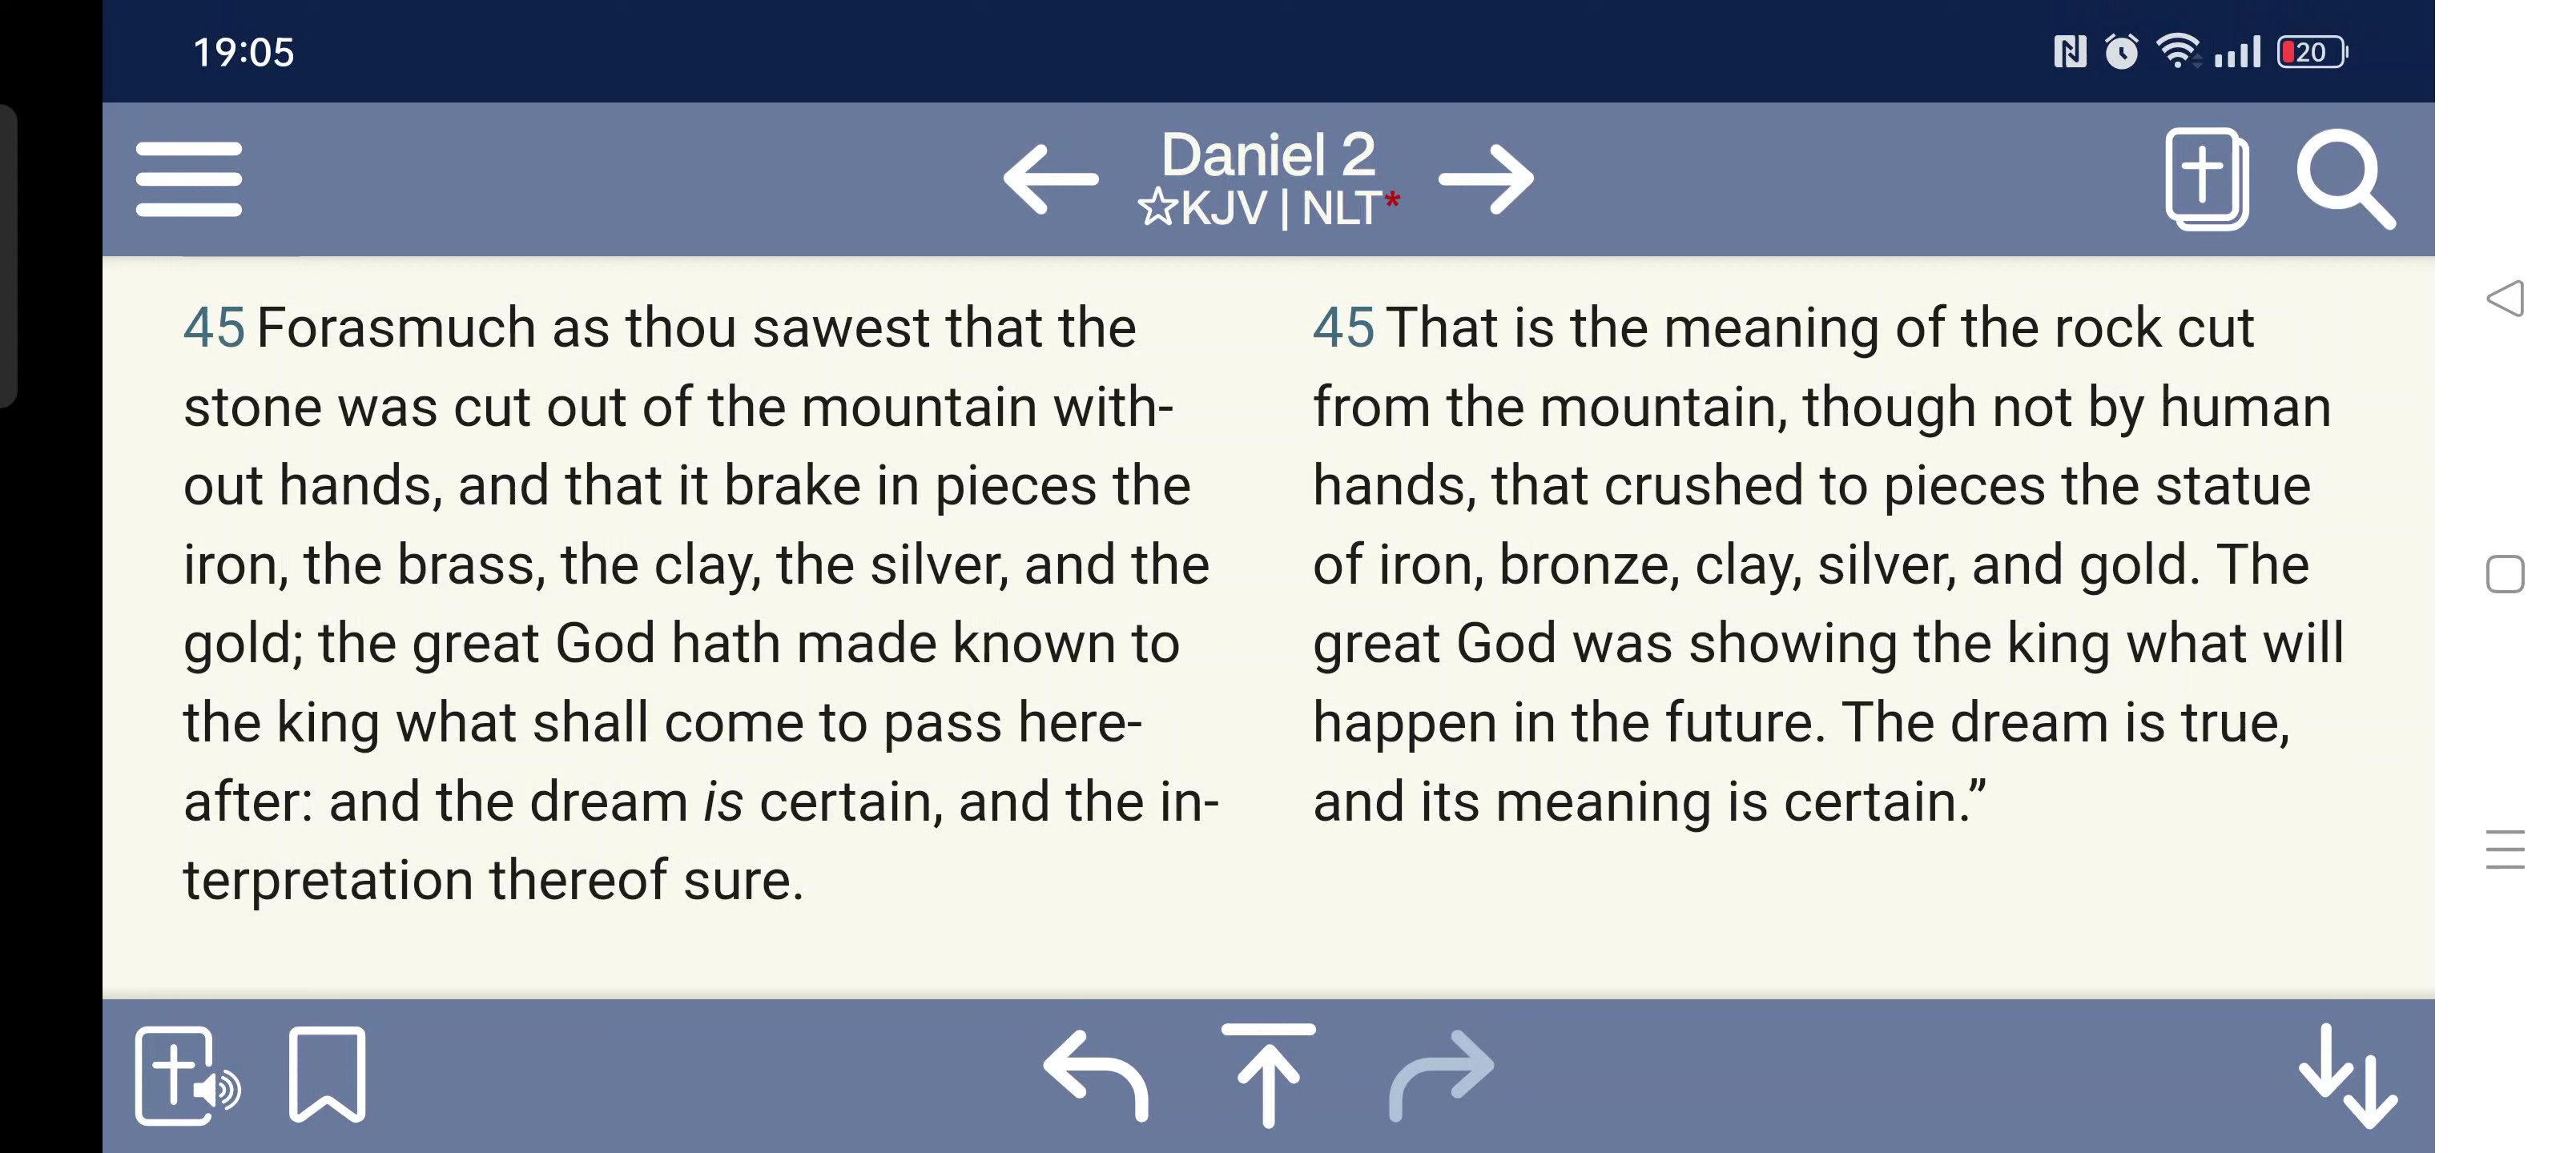 19:05
20
Daniel 2
☆KJV | NLT*
45 Forasmuch as thou sawest that the
stone was cut out of the mountain with-
out hands, and that it brake in pieces the
iron, the brass, the clay, the silver, and the
gold; the great God hath made known to
the king what shall come to pass here-
after: and the dream is certain, and the in-
terpretation thereof sure.
45 That is the meaning of the rock cut
from the mountain, though not by human
hands, that crushed to pieces the statue
of iron, bronze, clay, silver, and gold. The
great God was showing the king what will
happen in the future. The dream is true,
and its meaning is certain.”